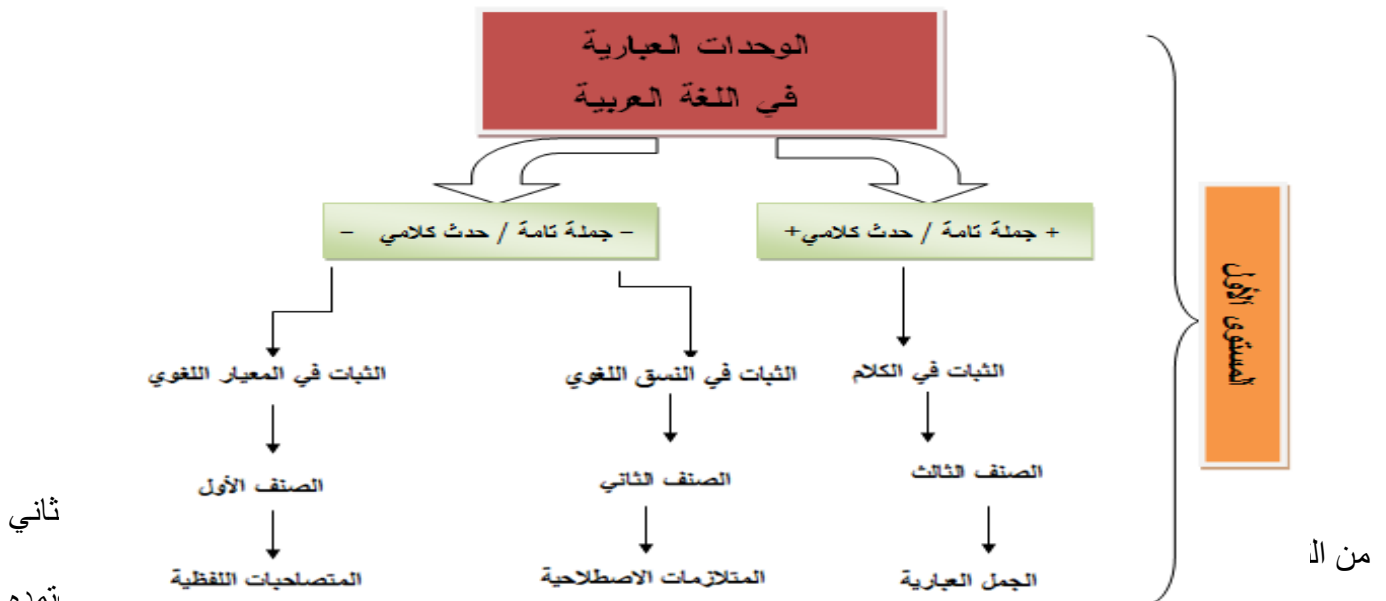 الوحدات العبارية
في اللغة العربية
+ جملة تامة / حدث كلامي+
– جملة تامة / حدث كلامي –
المستوى الأول
الثبات في الكلام
الثبات في النسق اللغوي
الثبات في المعيار اللغوي
الصنف الثالث
الصنف الثاني
الصنف الأول
ثاني
من
الجمل العبارية
المتلازمات الاصطلاحية
المتصاحبات اللفظية